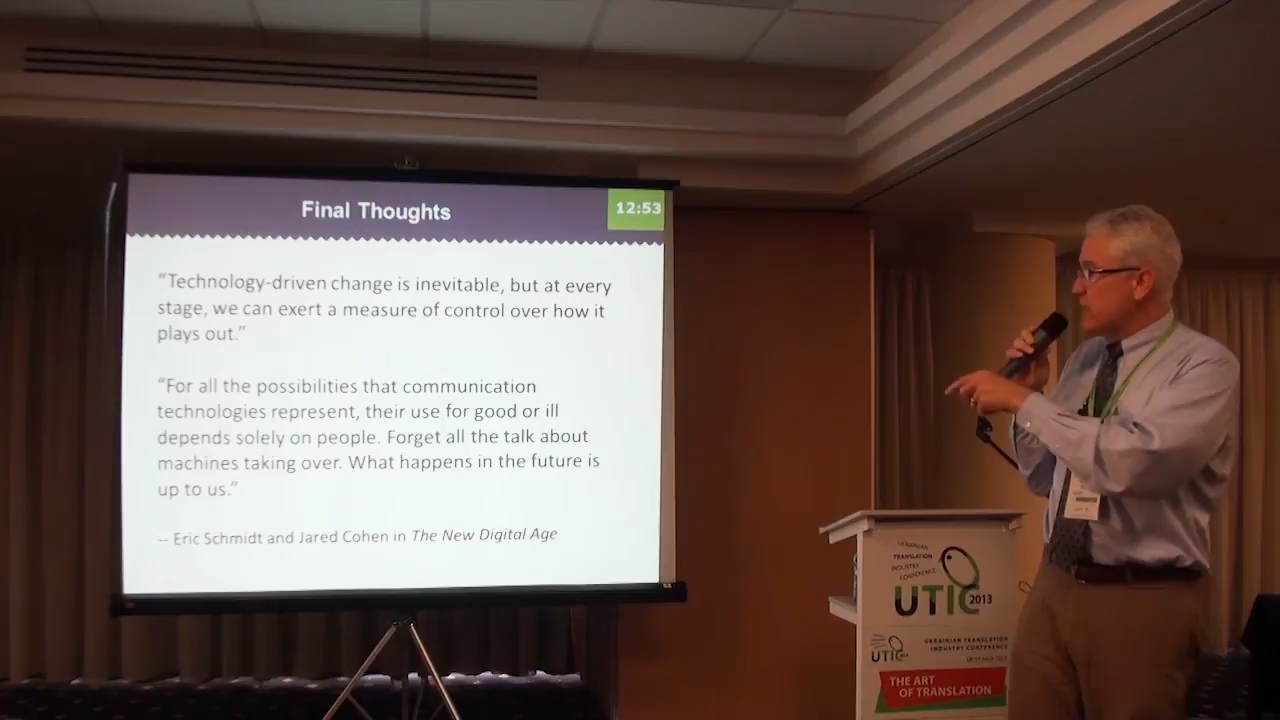 Final Thoughts
12:53
“Technology-driven change is inevitable, but at every
stage, we can exert a measure of control over how it
plays out.”
“For all the possibilities that communication
technologies represent, their use for good or ill
depends solely on people. Forget all the talk about
machines taking over. What happens in the future is
up to us.”
-- Eric Schmidt and Jared Cohen in The New Digital Age
UKRAINIAN
TRANSLATION
INDUSTRY
CONFERENCE
UTIC
2013
UTIC
UKRAINIAN TRANSLATION
INDUSTRY CONFERENCE
THE ART
OF TRANSLATION